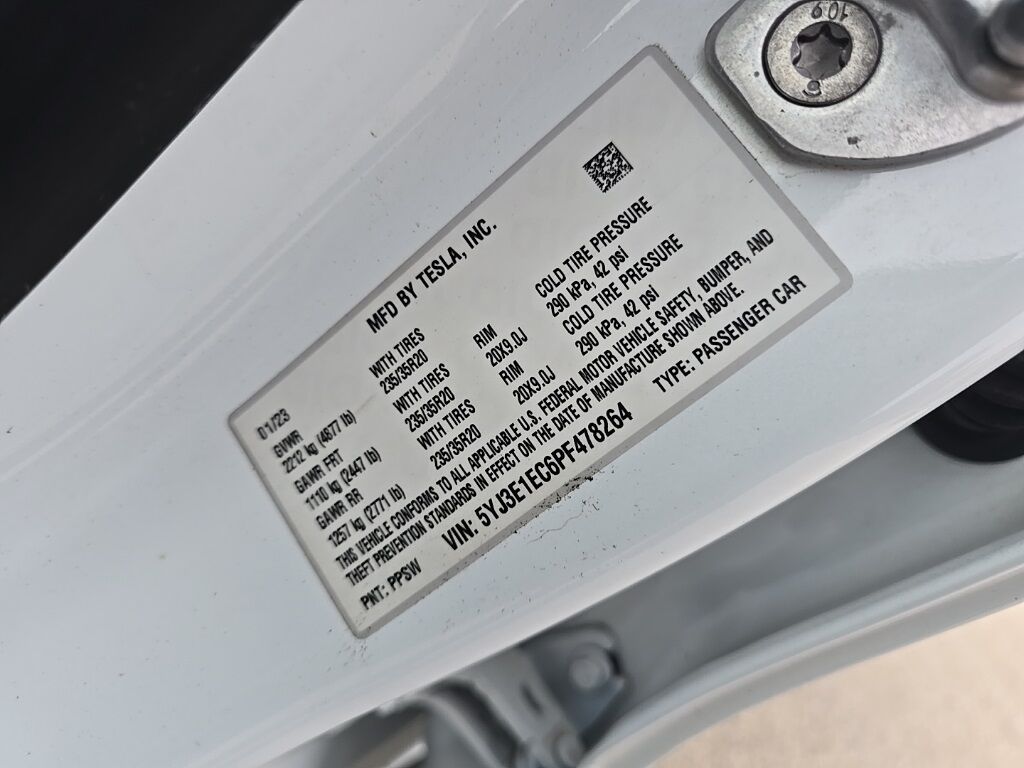 MFD BY TESLA, INC.
01/23
GVWR WITH TIRES RIM COLD TIRE PRESSURE
2212 kg (4877 lb) 235/35R20 20X9.0J 290 kPa, 42 psi
GAWR FRT WITH TIRES RIM COLD TIRE PRESSURE
1110 kg (2447 lb) 235/35R20 20X9.0J 290 kPa, 42 psi
GAWR RR WITH TIRES
1257 kg (2771 lb) 235/35R20
THIS VEHICLE CONFORMS TO ALL APPLICABLE U.S. FEDERAL MOTOR VEHICLE SAFETY, BUMPER, AND
THEFT PREVENTION STANDARDS IN EFFECT ON THE DATE OF MANUFACTURE SHOWN ABOVE.
VIN: 5YJ3E1EC6PF478264 TYPE: PASSENGER CAR
PNT: PPSW
10.9